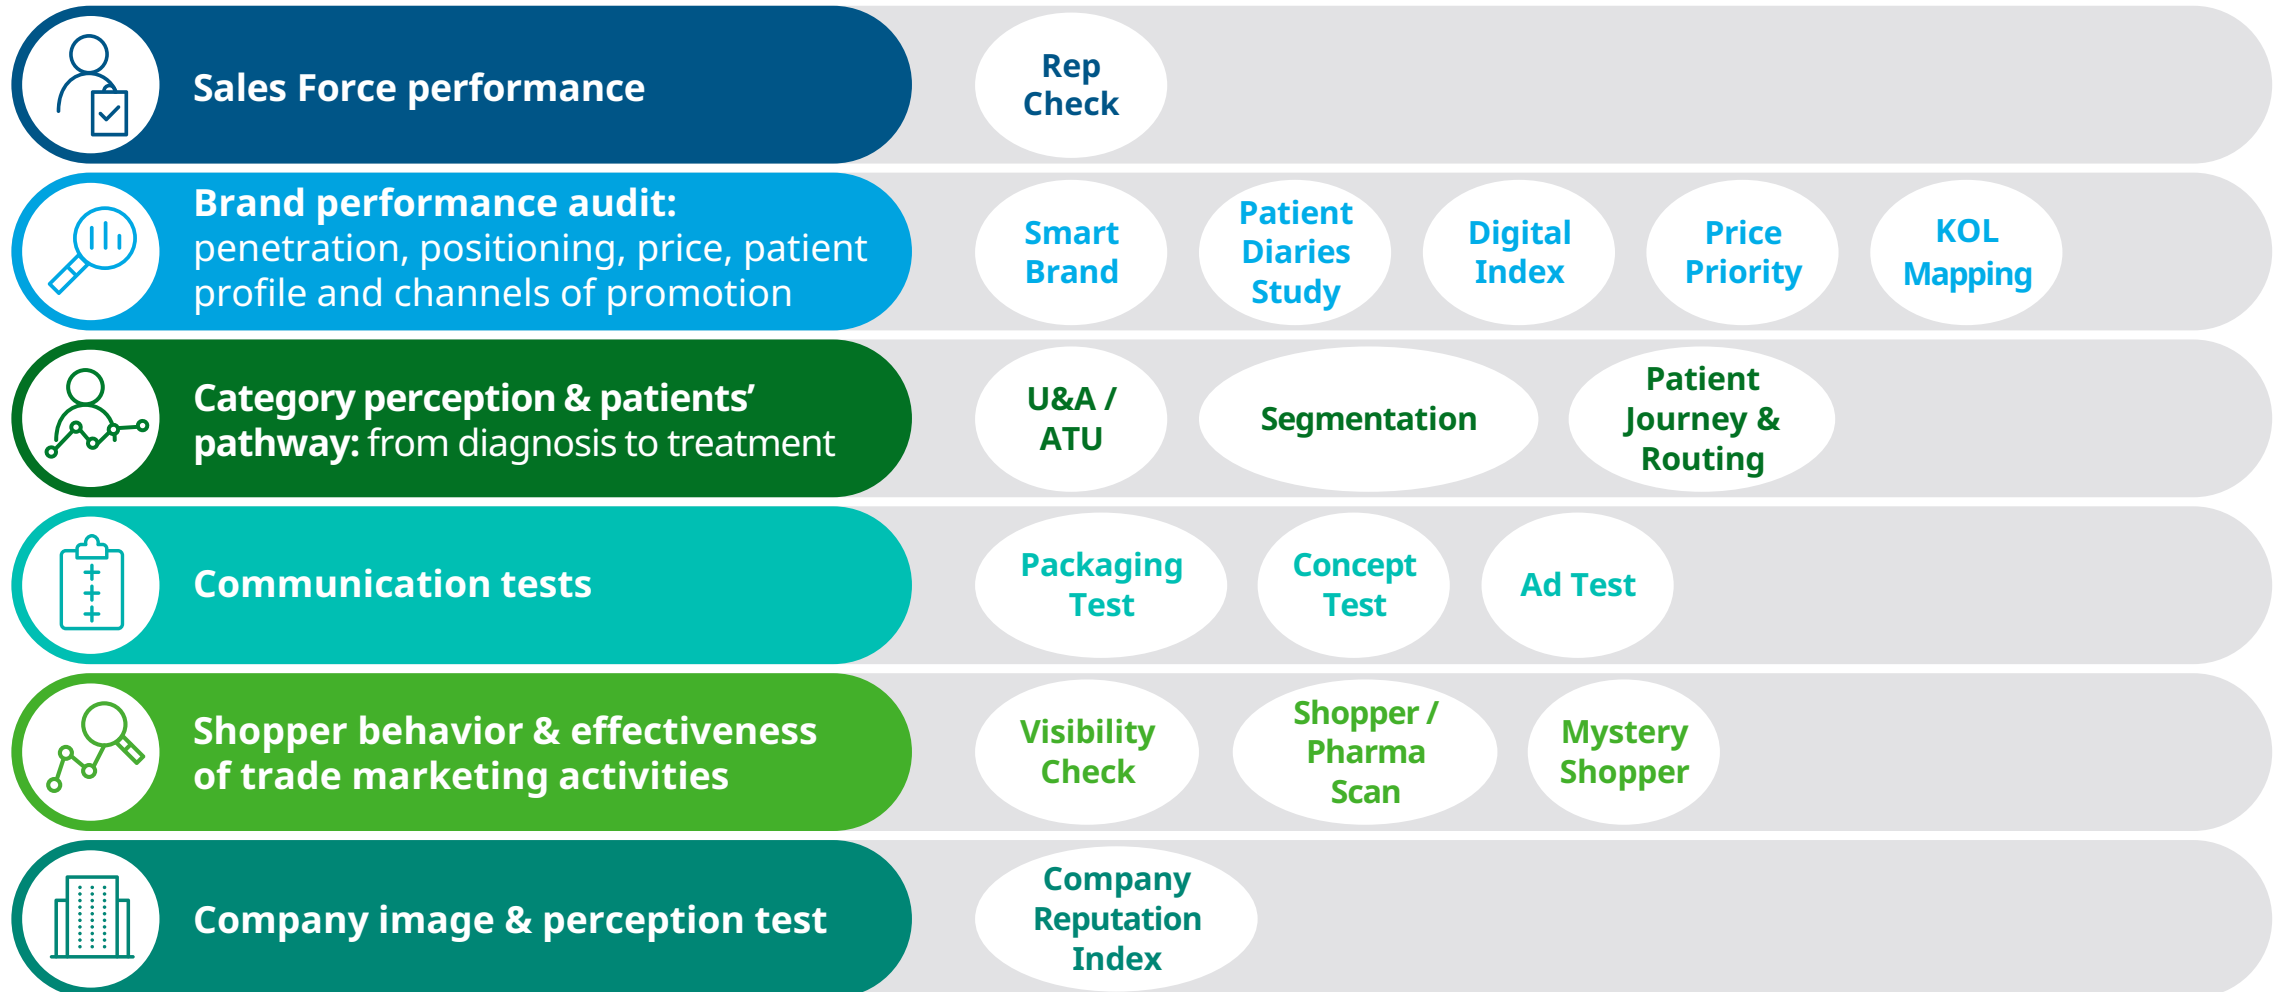 Sales Force performance
Rep
Check
Brand performance audit:
penetration, positioning, price, patient
profile and channels of promotion
Smart
Brand
Patient
Diaries
Study
Digital
Index
Price
Priority
KOL
Mapping
Category perception & patients’
pathway: from diagnosis to treatment
U&A /
ATU
Segmentation
Patient
Journey &
Routing
Communication tests
Packaging
Test
Concept
Test
Ad Test
Shopper behavior & effectiveness
of trade marketing activities
Visibility
Check
Shopper /
Pharma
Scan
Mystery
Shopper
Company image & perception test
Company
Reputation
Index